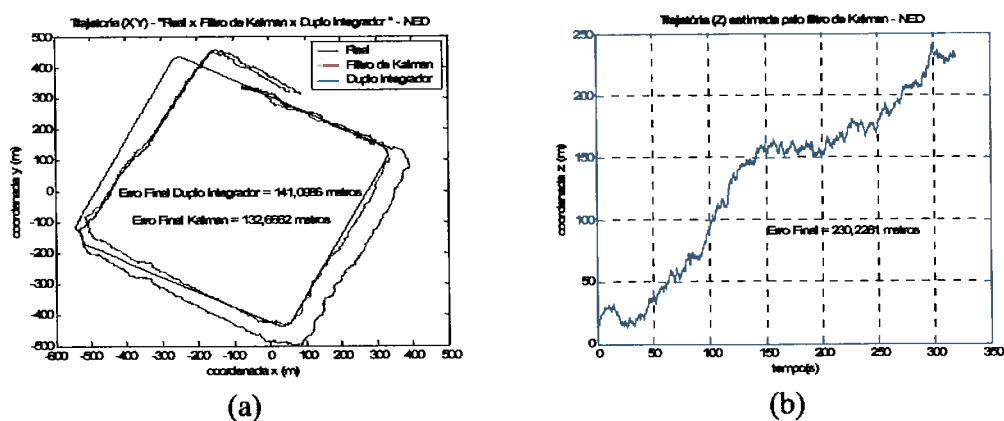 Trajetória (X,Y) - "Real x Filtro de Kalman x Duplo Integrador " - NED
500
400
300
200
100
0
-100
-200
-300
-400
-500
coordenada y (m)
Real
Filtro de Kalman
Duplo Integrador
Erro Final Duplo Integrador = 141,0986 metros
Erro Final Kalman = 132,6662 metros
-600 -500 -400 -300 -200 -100 0 100 200 300 400 500
coordenada x (m)
(a)
Trajetória (Z) estimada pelo filtro de Kalman - NED
250
200
150
100
50
0
coordenada z (m)
Erro Final = 230,2281 metros
0 50 100 150 200 250 300 350
tempo(s)
(b)